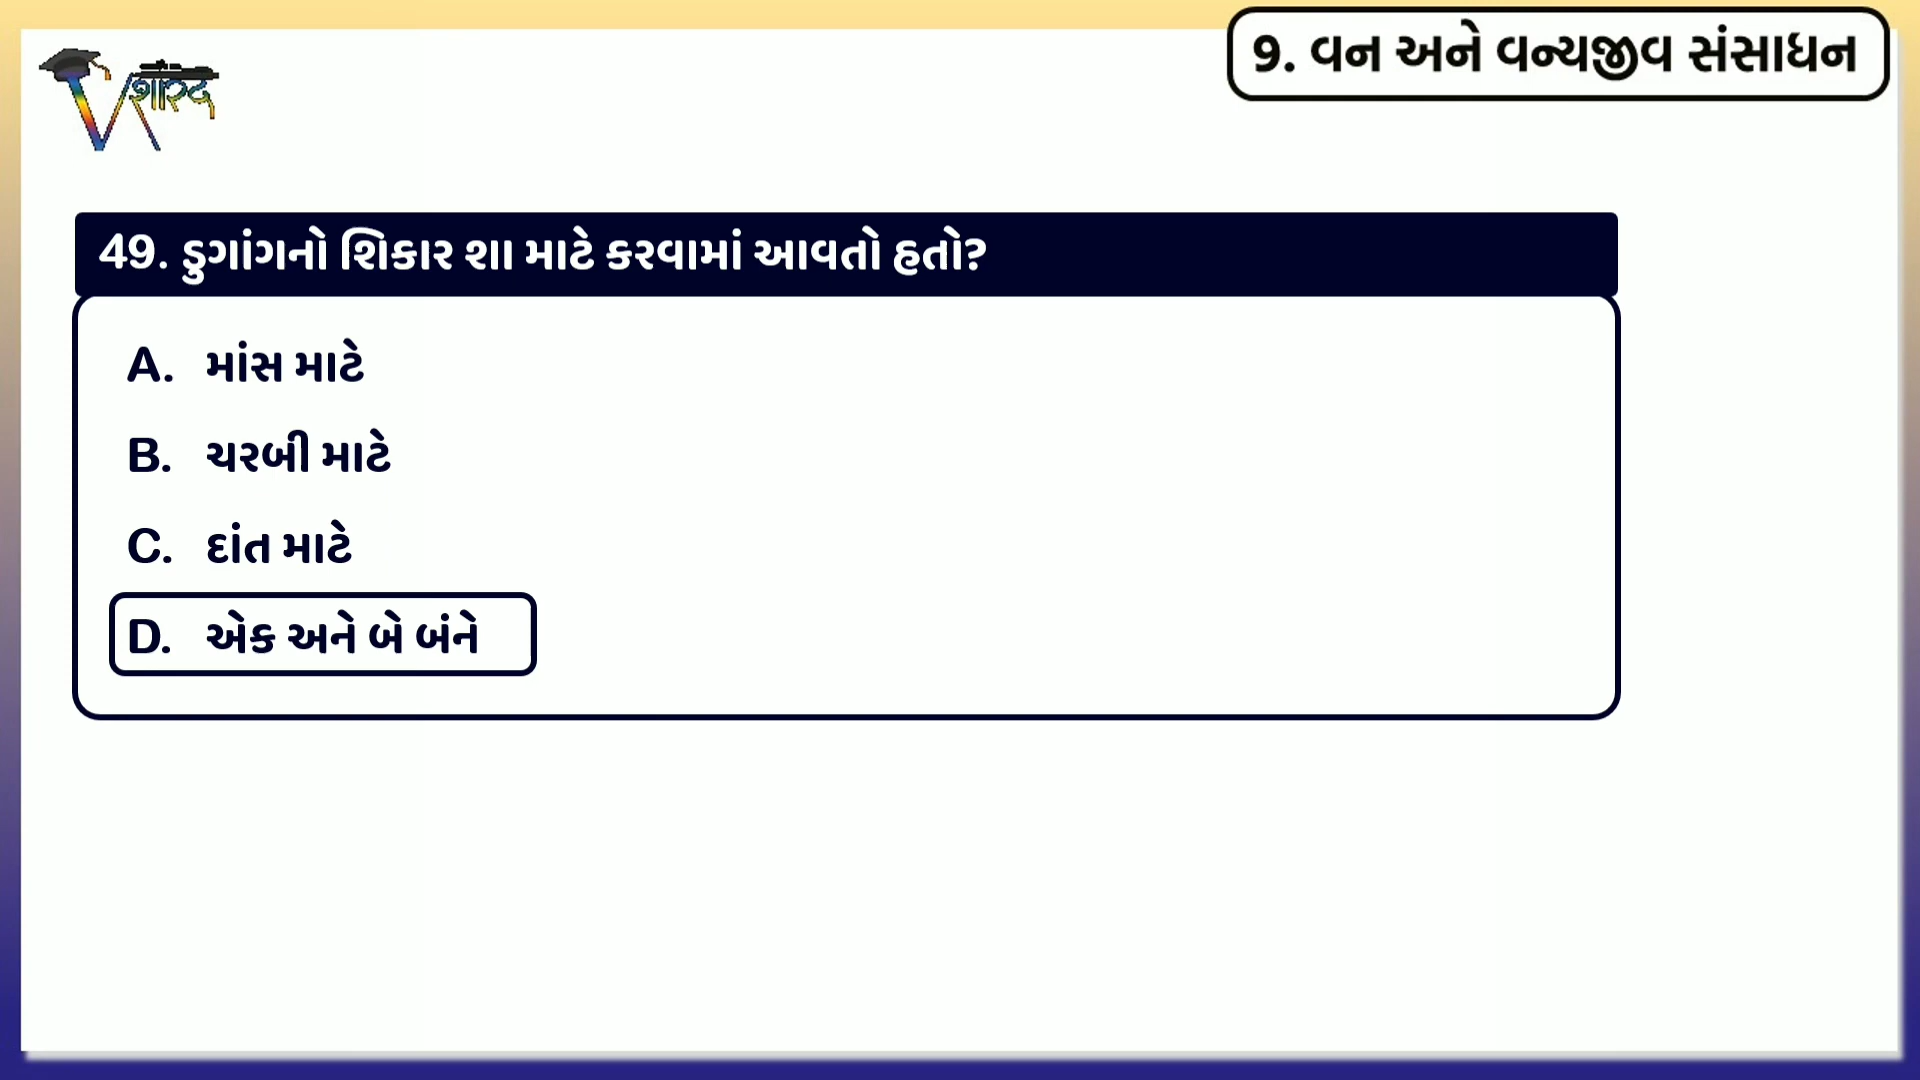 9. વન અને વન્યજીવ સંસાધન
49. ડુગાંગનો શિકાર શા માટે કરવામાં આવતો હતો?
A. માંસ માટે
B. ચરબી માટે
C. દાંત માટે
D. એક અને બે બંને